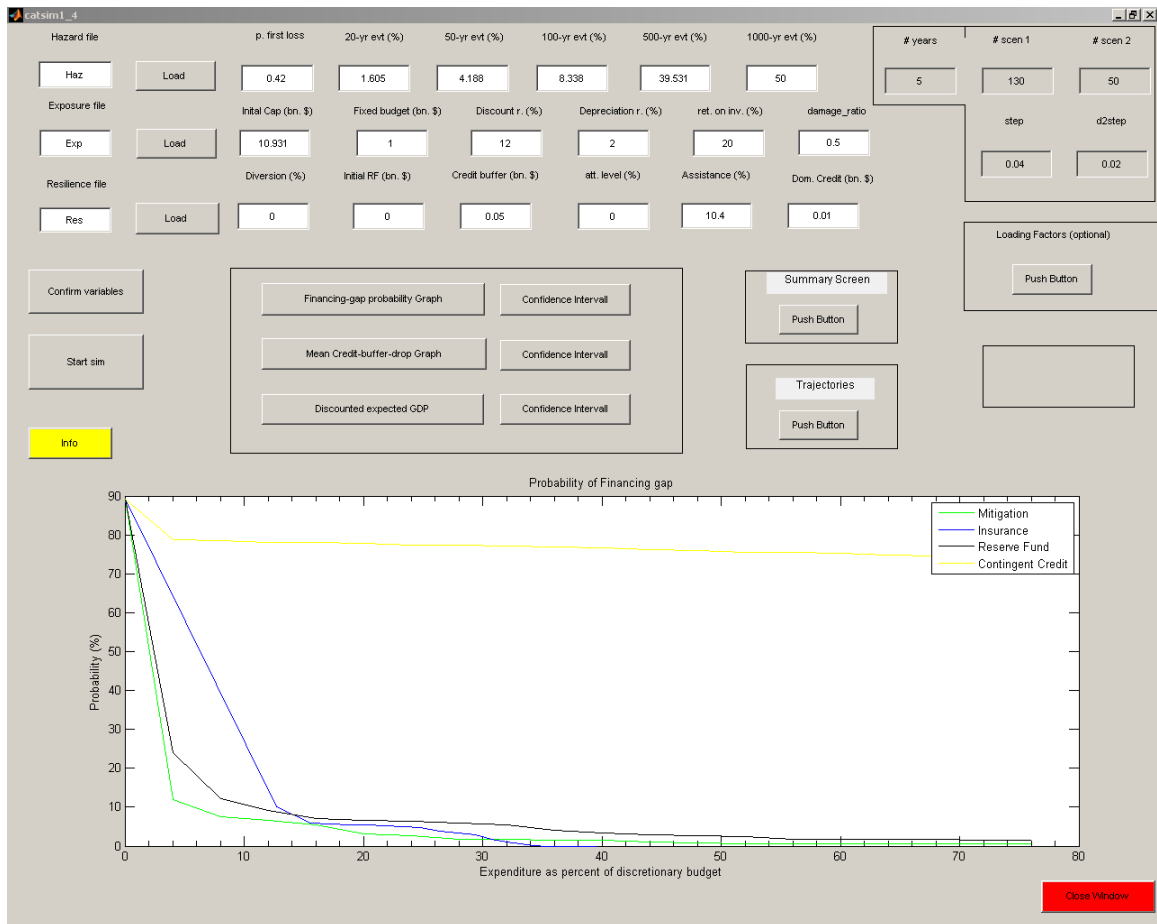 catsim1_4
Hazard file p. first loss 20-yr evt (%) 50-yr evt (%) 100-yr evt (%) 500-yr evt (%) 1000-yr evt (%) # years # scen 1 # scen 2
Haz Load 0.42 1.605 4.188 8.338 39.531 50 5 130 50
Exposure file Inital Cap (bn. $) Fixed budget (bn. $) Discount r. (%) Depreciation r. (%) ret. on inv. (%) damage_ratio step d2step
Exp Load 10.931 1 12 2 20 0.5 0.04 0.02
Resilience file Diversion (%) Initial RF (bn. $) Credit buffer (bn. $) att. level (%) Assistance (%) Dom. Credit (bn. $)
Res Load 0 0 0.05 0 10.4 0.01
Loading Factors (optional)
Push Button
Confirm variables
Start sim
Info
Financing-gap probability Graph Confidence Intervall
Mean Credit-buffer-drop Graph Confidence Intervall
Discounted expected GDP Confidence Intervall
Summary Screen
Push Button
Trajectories
Push Button
Probability of Financing gap
Probability (%)
90
80
70
60
50
40
30
20
10
0
Mitigation
Insurance
Reserve Fund
Contingent Credit
0 10 20 30 40 50 60 70 80
Expenditure as percent of discretionary budget
Close Window